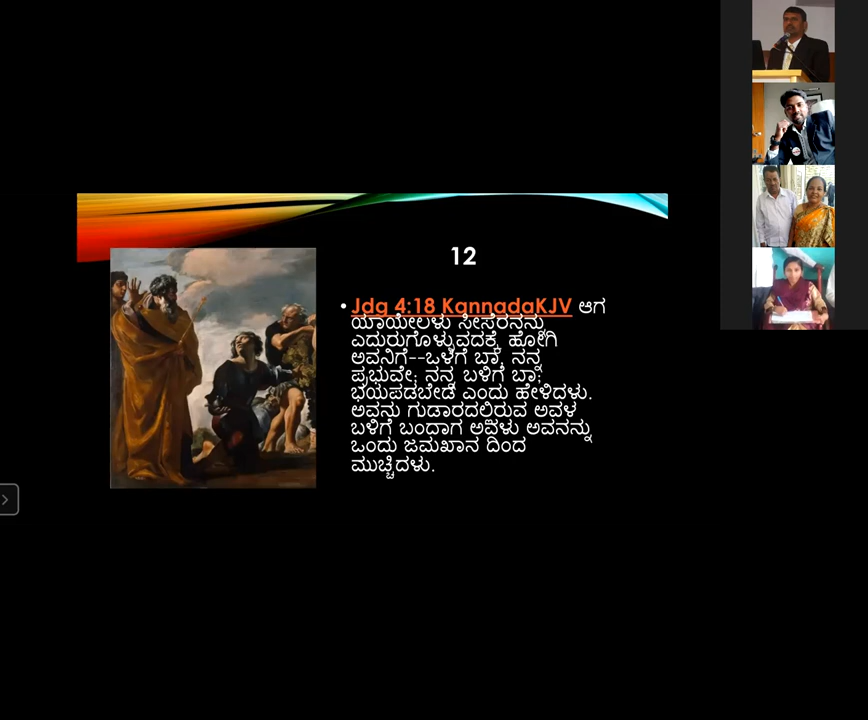 12
• Jdg 4:18 KannadaKJV ಆಗ
ಯಾಯೇಲಳು ಸೀಸೆರನನ್ನು
ಎದುರುಗೊಳ್ಳುವದಕ್ಕೆ ಹೋಗಿ
ಅವನಿಗೆ--ಒಳಗೆ ಬಾ, ನನ್ನ
ಪ್ರಭುವೇ; ನನ್ನ ಬಳಿಗೆ ಬಾ;
ಭಯಪಡಬೇಡ ಎಂದು ಹೇಳಿದಳು.
ಅವನು ಗುಡಾರದಲ್ಲಿರುವ ಅವಳ
ಬಳಿಗೆ ಬಂದಾಗ ಅವಳು ಅವನನ್ನು
ಒಂದು ಜಮಖಾನ ದಿಂದ
ಮುಚ್ಚಿದಳು.